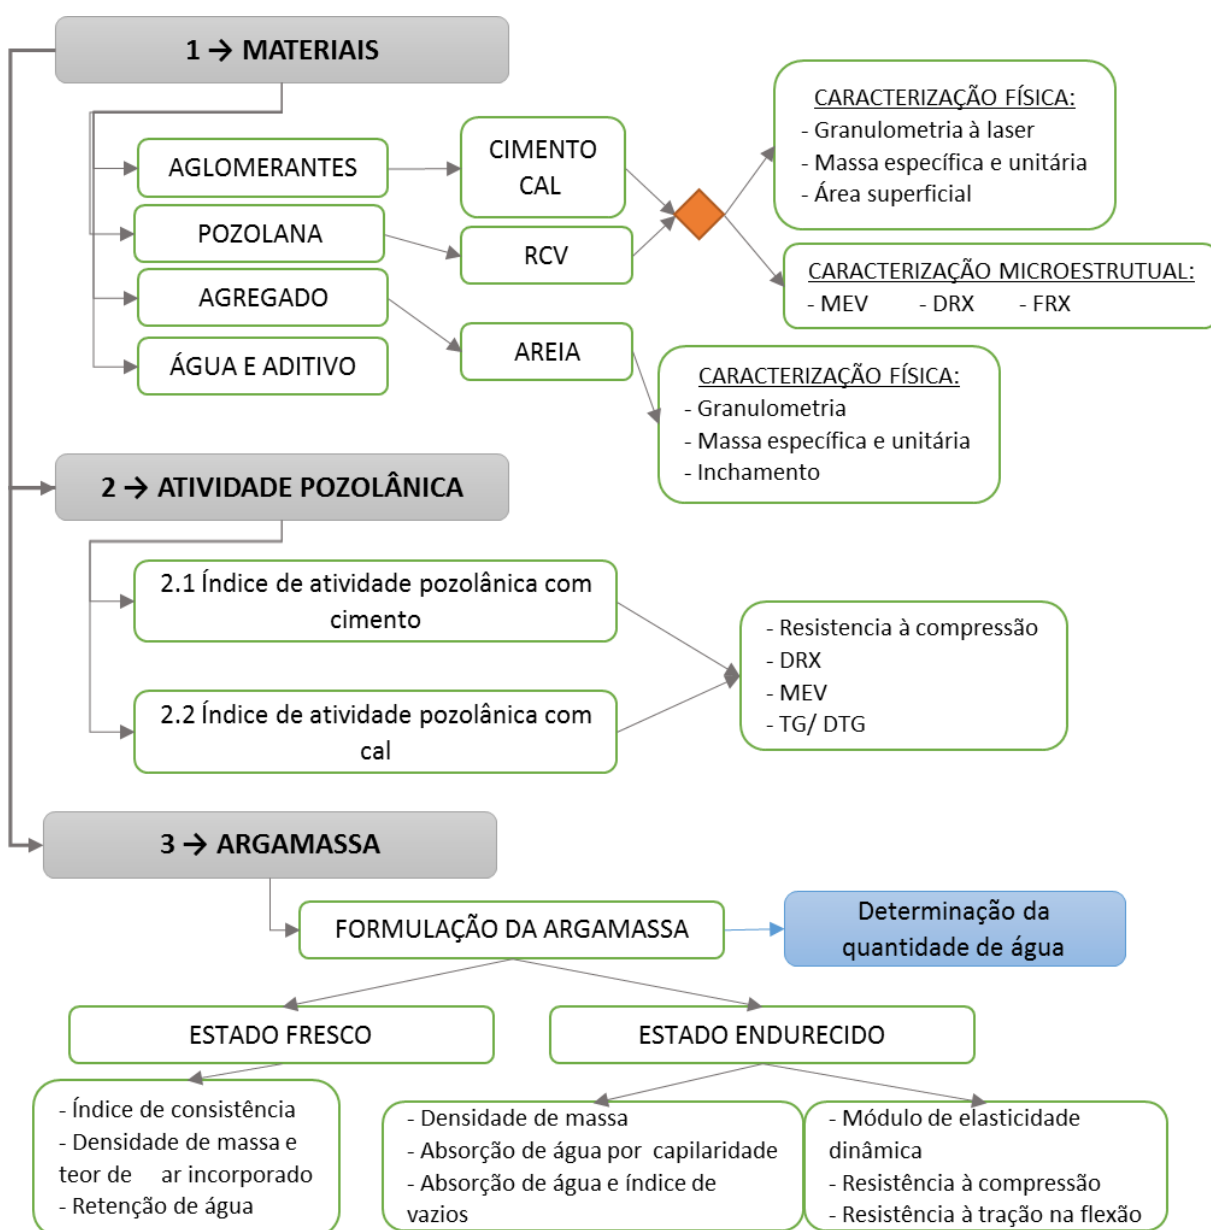 1 → MATERIAIS
AGLOMERANTES
CIMENTO
CAL
CARACTERIZAÇÃO FÍSICA:
- Granulometria à laser
- Massa específica e unitária
- Área superficial
POZOLANA
RCV
CARACTERIZAÇÃO MICROESTRUTUAL:
- MEV - DRX - FRX
AGREGADO
AREIA
ÁGUA E ADITIVO
CARACTERIZAÇÃO FÍSICA:
- Granulometria
- Massa específica e unitária
- Inchamento
2 → ATIVIDADE POZOLÂNICA
2.1 Índice de atividade pozolânica com
cimento
2.2 Índice de atividade pozolânica com
cal
- Resistencia à compressão
- DRX
- MEV
- TG/ DTG
3 → ARGAMASSA
FORMULAÇÃO DA ARGAMASSA
Determinação da
quantidade de água
ESTADO FRESCO
ESTADO ENDURECIDO
- Índice de consistência
- Densidade de massa e
teor de ar incorporado
- Retenção de água
- Densidade de massa
- Absorção de água por capilaridade
- Absorção de água e índice de
vazios
- Módulo de elasticidade
dinâmica
- Resistência à compressão
- Resistência à tração na flexão